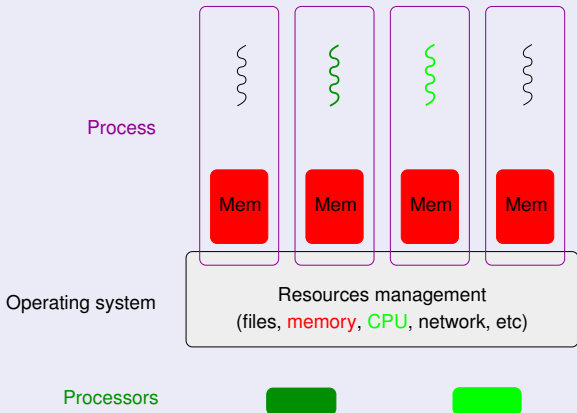 Process
Mem Mem Mem Mem
Operating system
Resources management
(files, memory, CPU, network, etc)
Processors